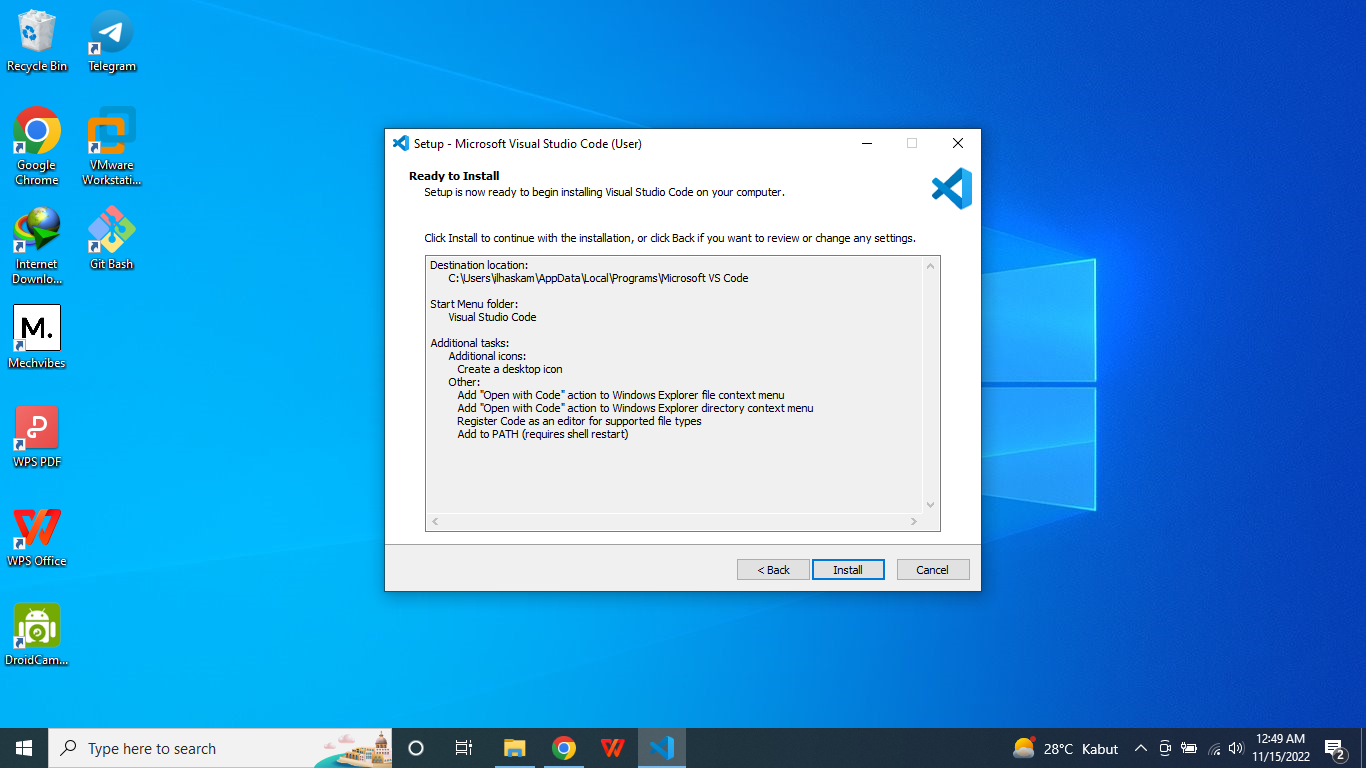 Recycle Bin
Telegram
Google
Chrome
VMware
Workstati...
Internet
Downlo...
Git Bash
M.
Mechvibes
WPS PDF
WPS Office
DroidCam...
Setup - Microsoft Visual Studio Code (User)
Ready to Install
Setup is now ready to begin installing Visual Studio Code on your computer.
Click Install to continue with the installation, or click Back if you want to review or change any settings.
Destination location:
C:\Users\ilhaskam\AppData\Local\Programs\Microsoft VS Code
Start Menu folder:
Visual Studio Code
Additional tasks:
Additional icons:
Create a desktop icon
Other:
Add "Open with Code" action to Windows Explorer file context menu
Add "Open with Code" action to Windows Explorer directory context menu
Register Code as an editor for supported file types
Add to PATH (requires shell restart)
< Back
Install
Cancel
Type here to search
28°C Kabut
12:49 AM
11/15/2022
2